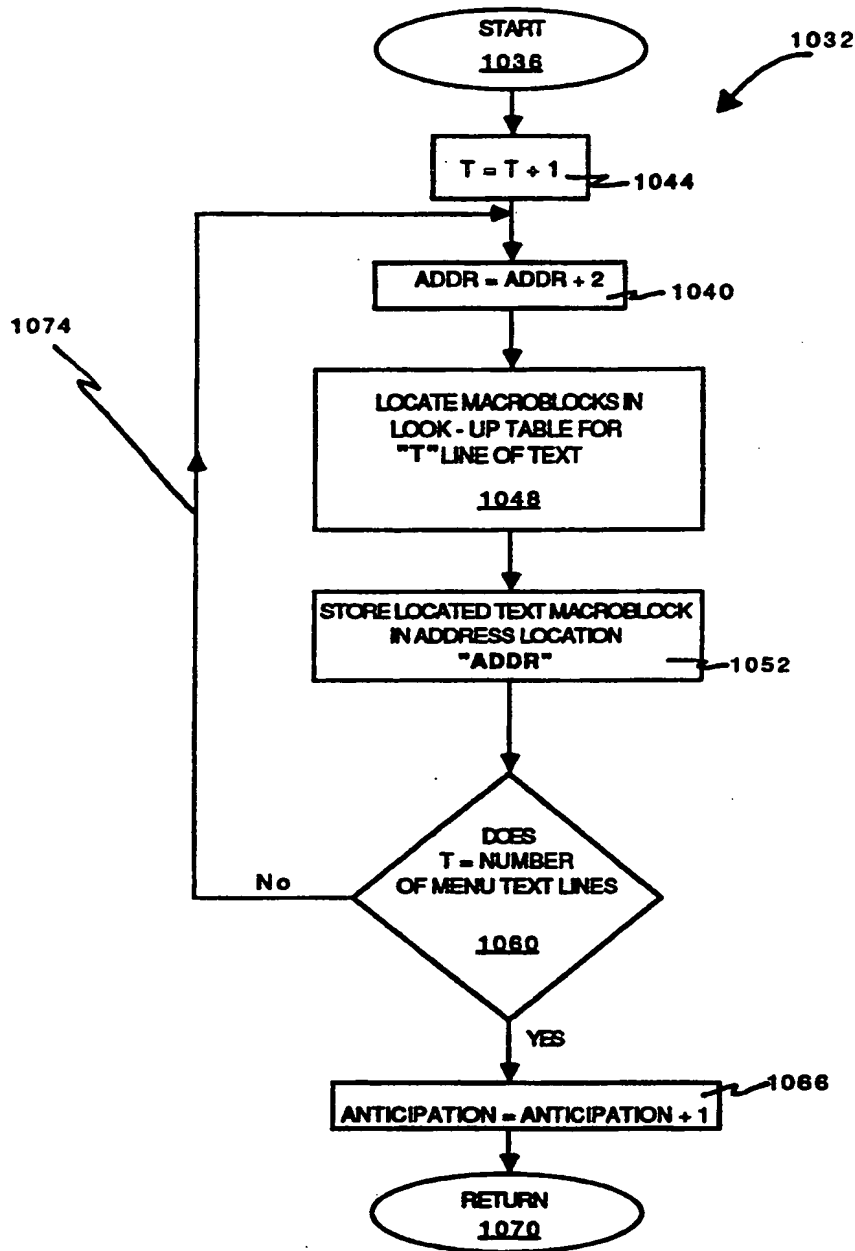 START
1036
1032
T = T + 1
1044
ADDR = ADDR + 2
1040
1074
LOCATE MACROBLOCKS IN
LOOK - UP TABLE FOR
"T" LINE OF TEXT
1048
STORE LOCATED TEXT MACROBLOCK
IN ADDRESS LOCATION
"ADDR"
1052
DOES
T = NUMBER
OF MENU TEXT LINES
1060
No
YES
1066
ANTICIPATION = ANTICIPATION + 1
RETURN
1070